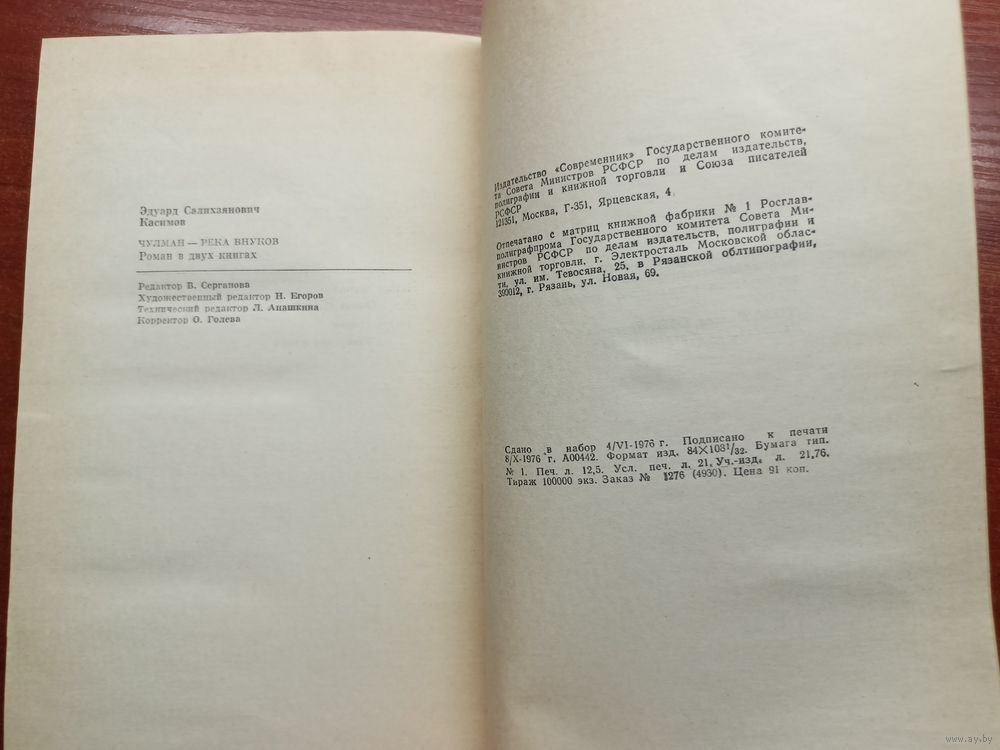 Эдуард Салихзянович
Касимов
ЧУЛМАН — РЕКА ВНУКОВ
Роман в двух книгах
Редактор В. Серганова
Художественный редактор Н. Егоров
Технический редактор Л. Анашкина
Корректор О. Голева
Издательство «Современник» Государственного комите-
та Совета Министров РСФСР по делам издательств,
полиграфии и книжной торговли и Союза писателей
РСФСР
121351, Москва, Г-351, Ярцевская, 4
Отпечатано с матриц книжной фабрики № 1 Росглав-
полиграфпрома Государственного комитета Совета Ми-
нистров РСФСР по делам издательств, полиграфии и
книжной торговли, г. Электросталь Московской облас-
ти, ул. им. Тевосяна, 25, в Рязанской облтипографии,
390012, г. Рязань, ул. Новая, 69.
Сдано в набор 4/VI-1976 г. Подписано к печати
8/X-1976 г. А00442. Формат изд. 84×108¹/₃₂. Бумага тип.
№ 1. Печ. л. 12,5. Усл. печ. л. 21. Уч.-изд. л. 21,76.
Тираж 100000 экз. Заказ № 1276 (4930). Цена 91 коп.
www.ay.by